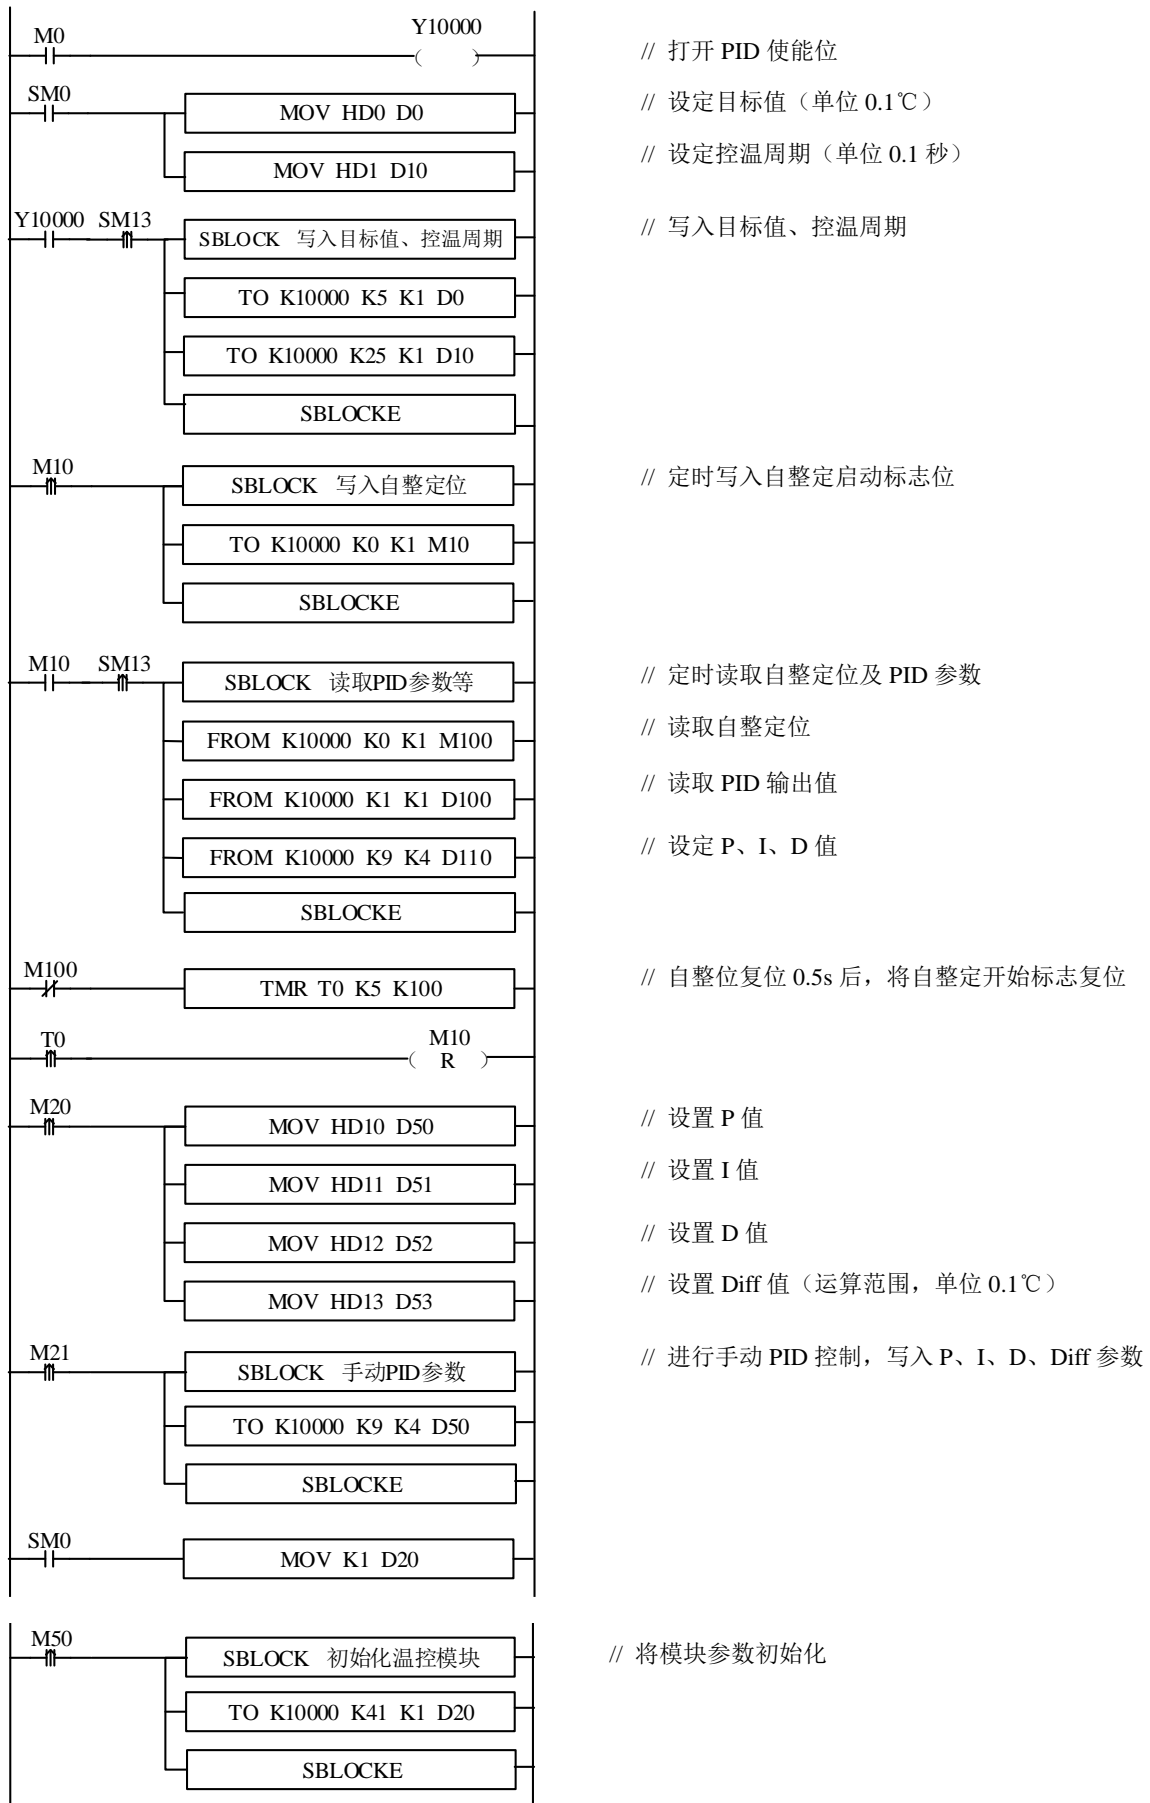 M0 Y10000 // 打开 PID 使能位
SM0 MOV HD0 D0 // 设定目标值（单位 0.1℃）
MOV HD1 D10 // 设定控温周期（单位 0.1 秒）
Y10000 SM13 SBLOCK 写入目标值、控温周期 // 写入目标值、控温周期
TO K10000 K5 K1 D0
TO K10000 K25 K1 D10
SBLOCKE
M10 SBLOCK 写入自整定位 // 定时写入自整定启动标志位
TO K10000 K0 K1 M10
SBLOCKE
M10 SM13 SBLOCK 读取PID参数等 // 定时读取自整定位及 PID 参数
FROM K10000 K0 K1 M100 // 读取自整定位
FROM K10000 K1 K1 D100 // 读取 PID 输出值
FROM K10000 K9 K4 D110 // 设定 P、I、D 值
SBLOCKE
M100 TMR T0 K5 K100 // 自整位复位 0.5s 后，将自整定开始标志复位
T0 M10
R
M20 MOV HD10 D50 // 设置 P 值
MOV HD11 D51 // 设置 I 值
MOV HD12 D52 // 设置 D 值
MOV HD13 D53 // 设置 Diff 值（运算范围，单位 0.1℃）
M21 SBLOCK 手动PID参数 // 进行手动 PID 控制，写入 P、I、D、Diff 参数
TO K10000 K9 K4 D50
SBLOCKE
SM0 MOV K1 D20
M50 SBLOCK 初始化温控模块 // 将模块参数初始化
TO K10000 K41 K1 D20
SBLOCKE